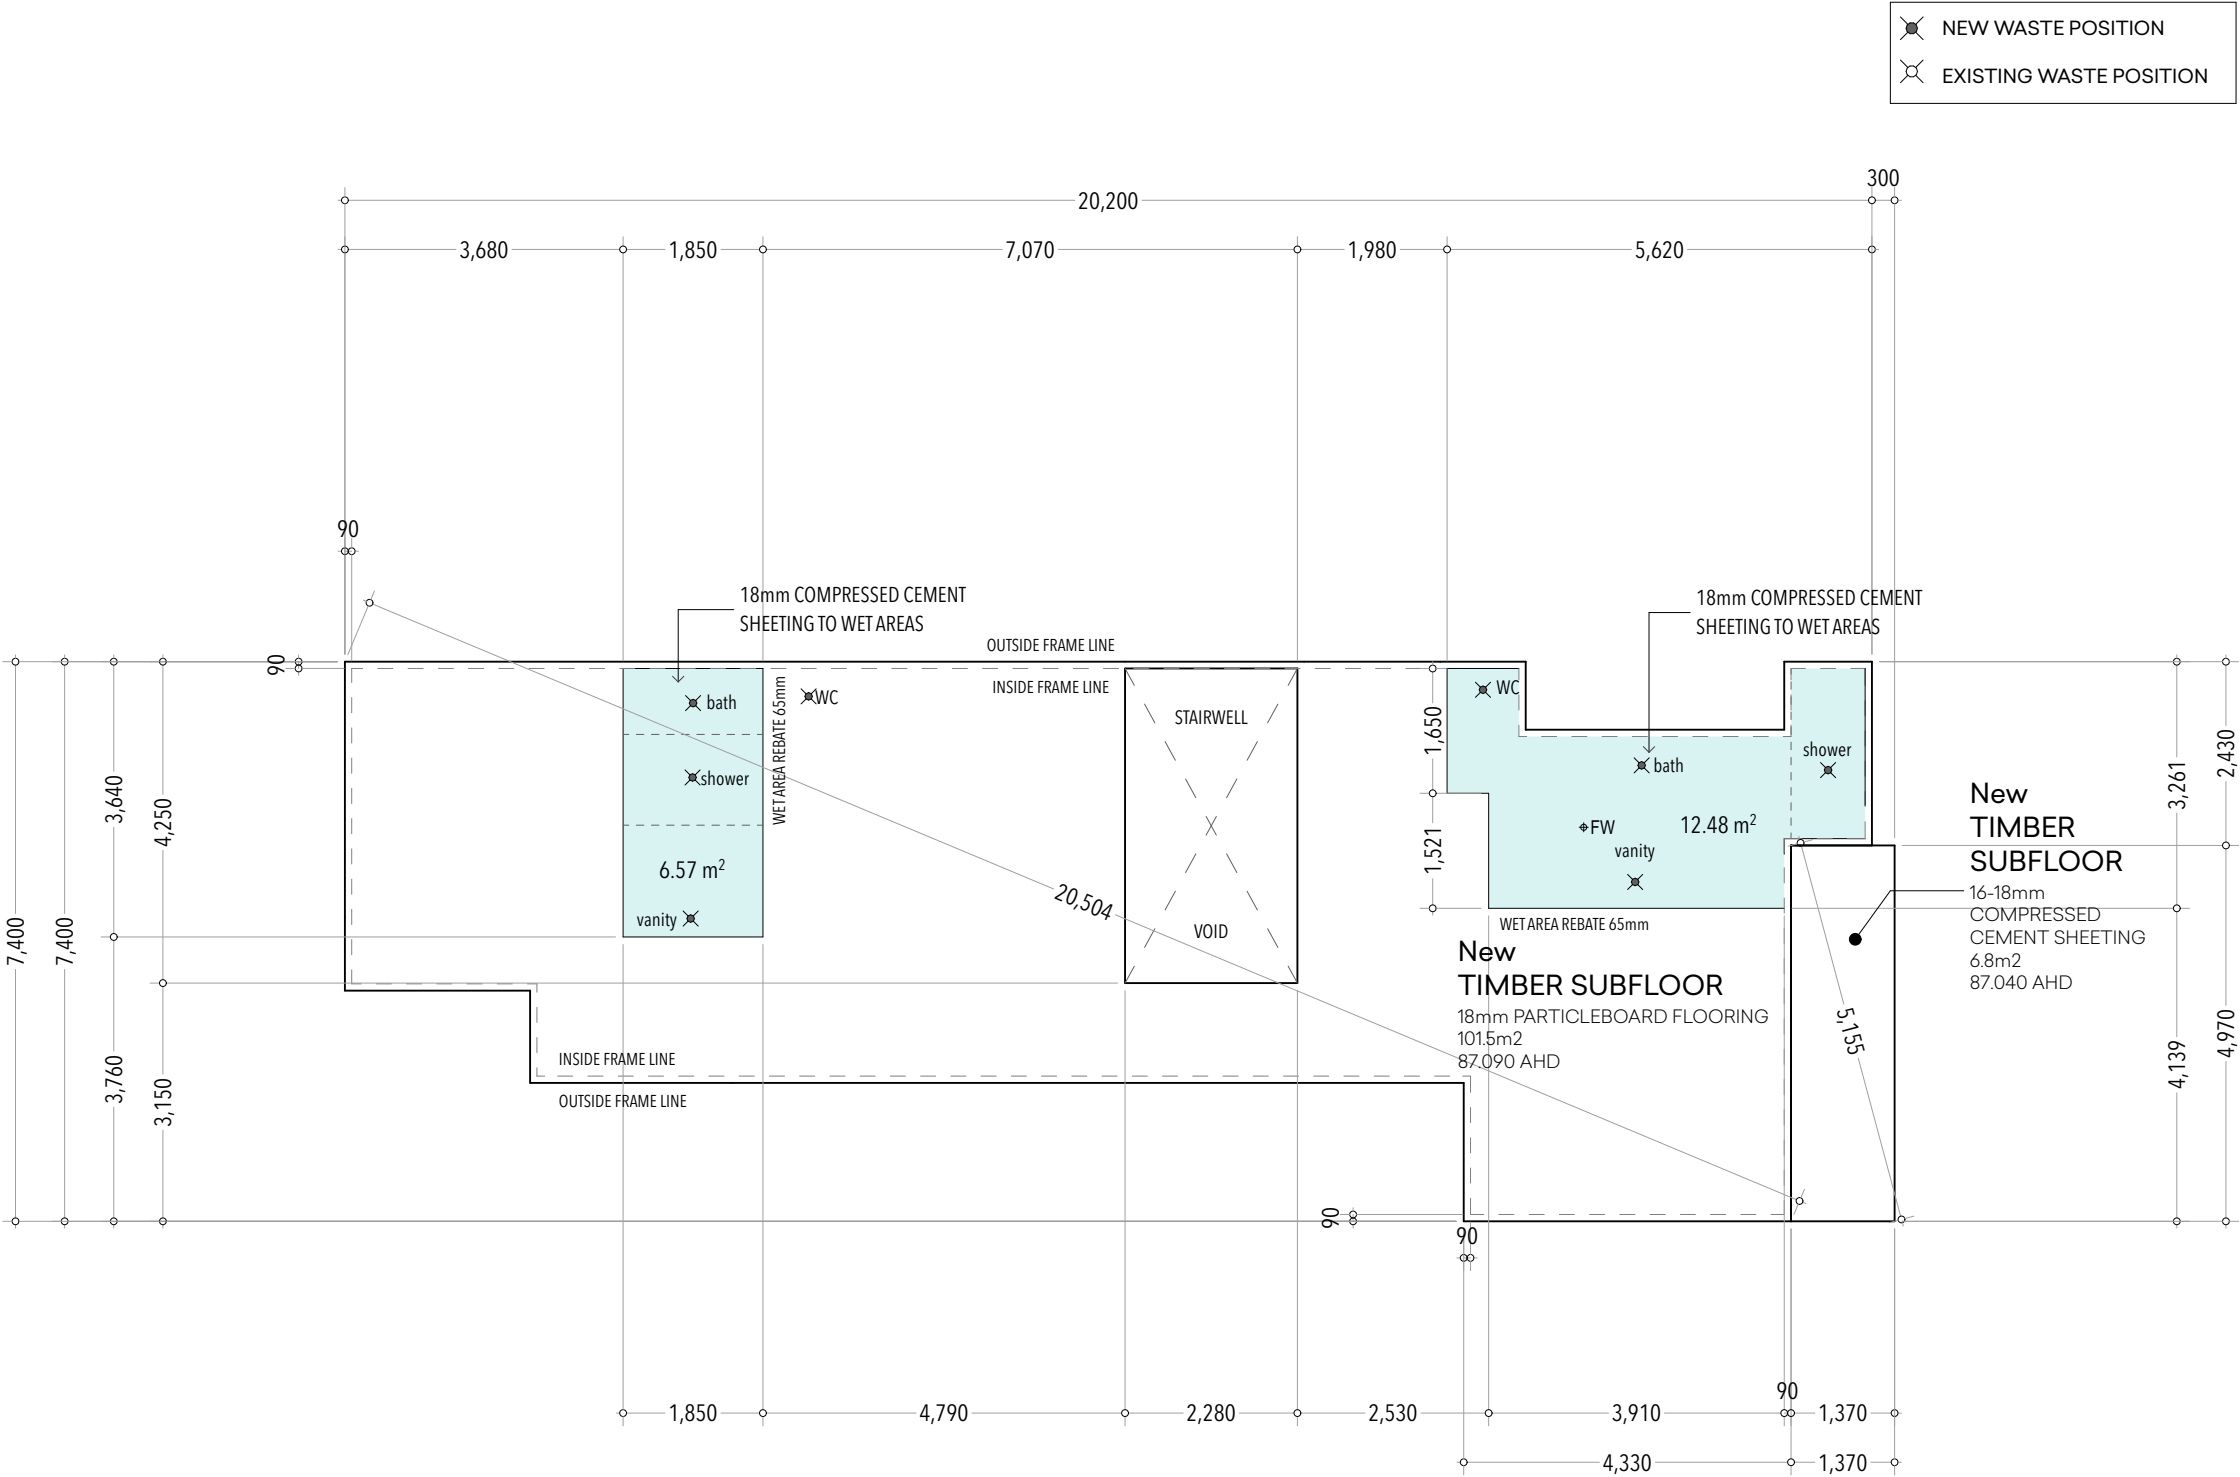 NEW WASTE POSITION
EXISTING WASTE POSITION
300
20,200
3,680
1,850
7,070
1,980
5,620
90
18mm COMPRESSED CEMENT
SHEETING TO WET AREAS
18mm COMPRESSED CEMENT
SHEETING TO WET AREAS
OUTSIDE FRAME LINE
INSIDE FRAME LINE
90
bath
WC
WET AREA REBATE 65mm
shower
6.57 m²
vanity
STAIRWELL
VOID
20,504
WC
1,650
1,521
bath
shower
FW
12.48 m²
vanity
WET AREA REBATE 65mm
3,640
4,250
7,400
7,400
3,760
3,150
2,430
3,261
4,139
4,970
New
TIMBER
SUBFLOOR
16-18mm
COMPRESSED
CEMENT SHEETING
6.8m2
87.040 AHD
New
TIMBER SUBFLOOR
18mm PARTICLEBOARD FLOORING
101.5m2
87.090 AHD
5,155
INSIDE FRAME LINE
OUTSIDE FRAME LINE
90
90
90
1,850
4,790
2,280
2,530
3,910
1,370
4,330
1,370